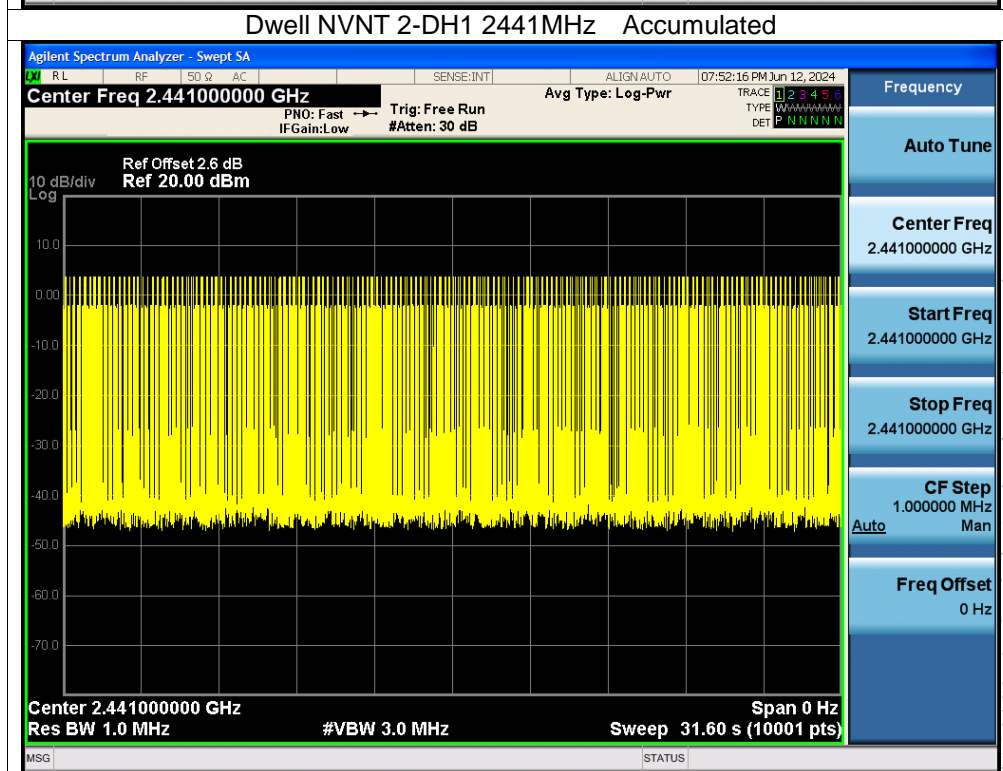 Dwell NVNT 2-DH1 2441MHz Accumulated
Agilent Spectrum Analyzer - Swept SA
LXI RL RF 50 Ω AC SENSE:INT ALIGN AUTO 07:52:16 PM Jun 12, 2024
Center Freq 2.441000000 GHz
PNO: Fast
IFGain:Low
Trig: Free Run
#Atten: 30 dB
Avg Type: Log-Pwr
TRACE 1 2 3 4 5 6
TYPE WWWWWW
DET P N N N N N
Ref Offset 2.6 dB
10 dB/div Ref 20.00 dBm
Log
10.0
0.00
-10.0
-20.0
-30.0
-40.0
-50.0
-60.0
-70.0
Center 2.441000000 GHz Span 0 Hz
Res BW 1.0 MHz #VBW 3.0 MHz Sweep 31.60 s (10001 pts)
MSG STATUS
Frequency
Auto Tune
Center Freq
2.441000000 GHz
Start Freq
2.441000000 GHz
Stop Freq
2.441000000 GHz
CF Step
1.000000 MHz
Auto Man
Freq Offset
0 Hz